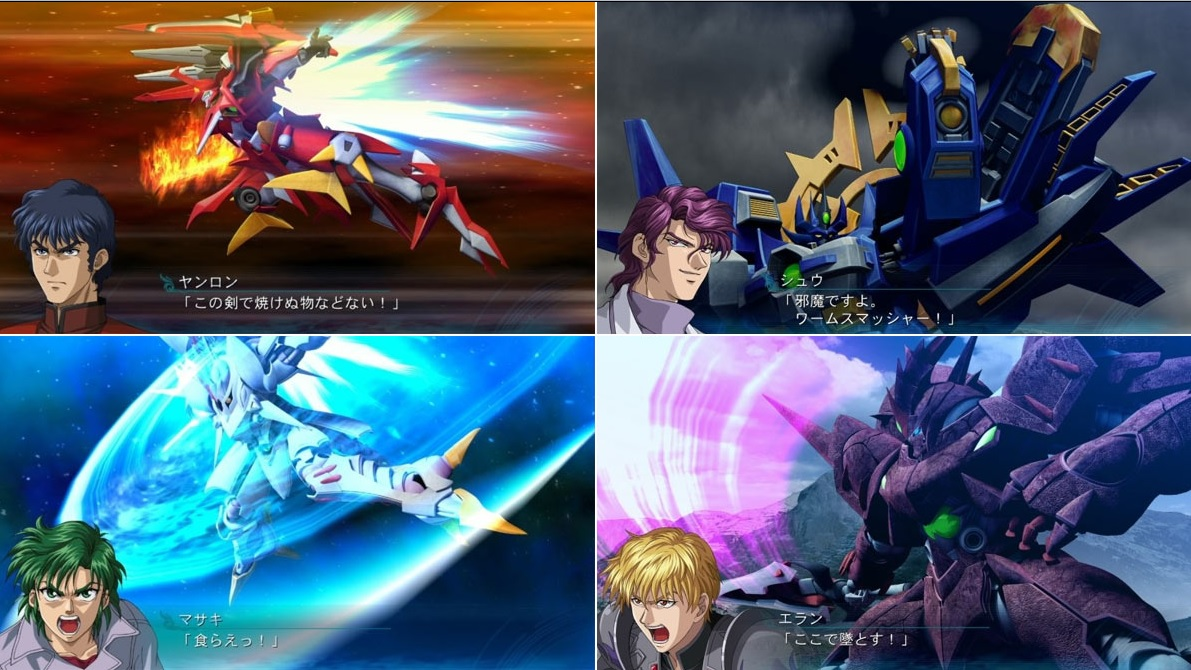 ヤンロン
「この剣で焼けぬ物などない！」
シュウ
「邪魔ですよ。
ワームスマッシャー！」
マサキ
「食らえっ！」
エラン
「ここで墜とす！」